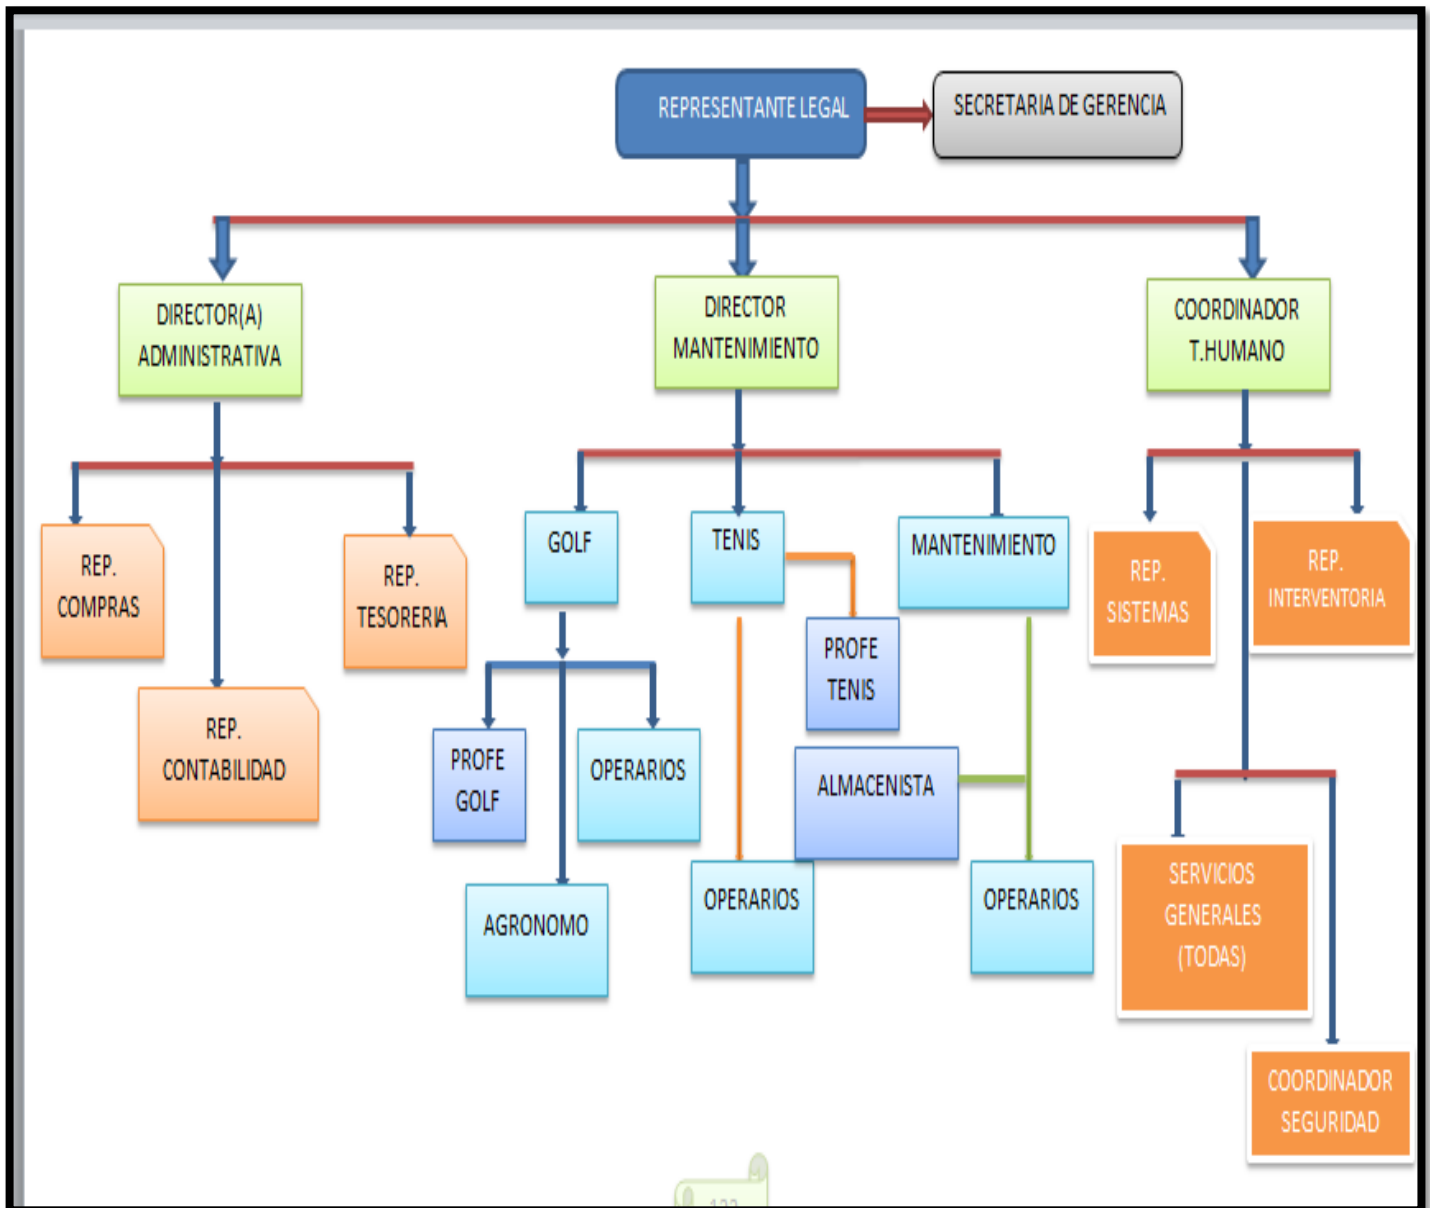 REPRESENTANTE LEGAL
SECRETARIA DE GERENCIA
DIRECTOR(A)
ADMINISTRATIVA
DIRECTOR
MANTENIMIENTO
COORDINADOR
T.HUMANO
REP.
COMPRAS
REP.
CONTABILIDAD
REP.
TESORERIA
GOLF
TENIS
MANTENIMIENTO
PROFE
GOLF
OPERARIOS
AGRONOMO
PROFE
TENIS
ALMACENISTA
OPERARIOS
OPERARIOS
REP.
SISTEMAS
REP.
INTERVENTORIA
SERVICIOS
GENERALES
(TODAS)
COORDINADOR
SEGURIDAD